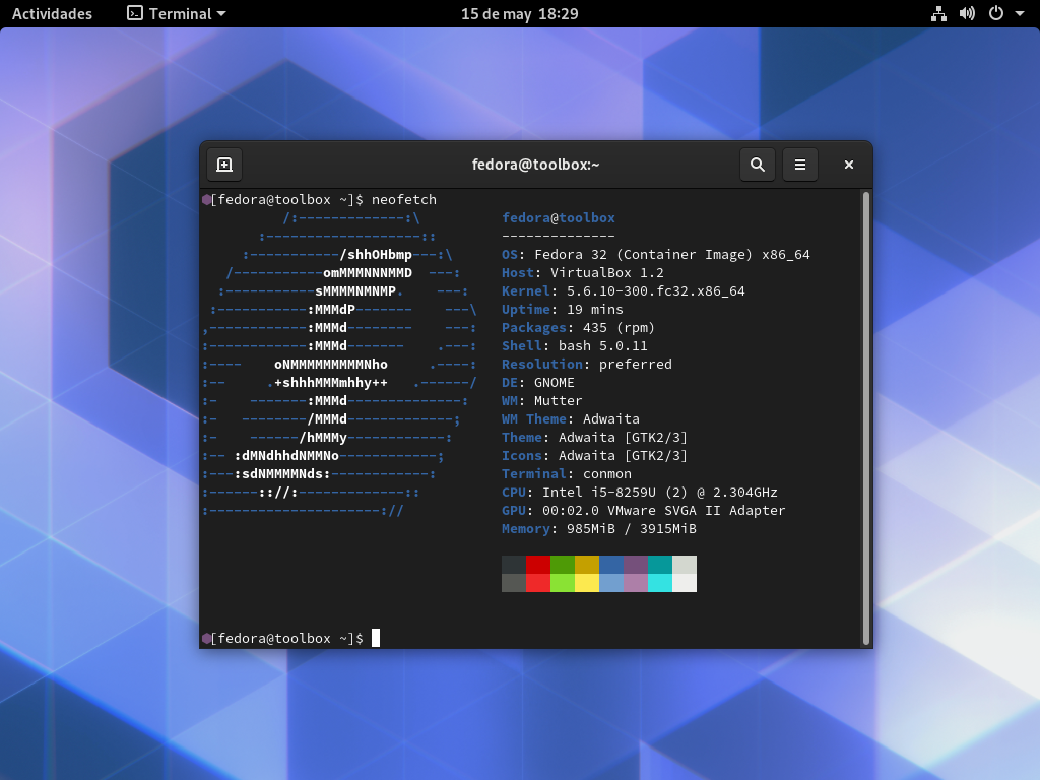 Actividades Terminal 15 de may 18:29
fedora@toolbox:~
[fedora@toolbox ~]$ neofetch
/:-------------:\ fedora@toolbox
:-------------------:: --------------
:-----------/shhOHbmp---:\ OS: Fedora 32 (Container Image) x86_64
/-----------omMMMNNNMMD ---: Host: VirtualBox 1.2
:-----------sMMMMNMNMP. ---: Kernel: 5.6.10-300.fc32.x86_64
:-----------:MMMdP------- ---\ Uptime: 19 mins
,------------:MMMd-------- ---: Packages: 435 (rpm)
:------------:MMMd------- .---: Shell: bash 5.0.11
:---- oNMMMMMMMMMNho .----: Resolution: preferred
:-- .+shhhMMMmhhy++ .------/ DE: GNOME
:- -------:MMMd--------------: WM: Mutter
:- --------/MMMd-------------; WM Theme: Adwaita
:- ------/hMMMy------------: Theme: Adwaita [GTK2/3]
:-- :dMNdhhdNMMNo------------; Icons: Adwaita [GTK2/3]
:---:sdNMMMMNds:------------: Terminal: conmon
:------:://:-------------:: CPU: Intel i5-8259U (2) @ 2.304GHz
:---------------------:// GPU: 00:02.0 VMware SVGA II Adapter
Memory: 985MiB / 3915MiB
[fedora@toolbox ~]$